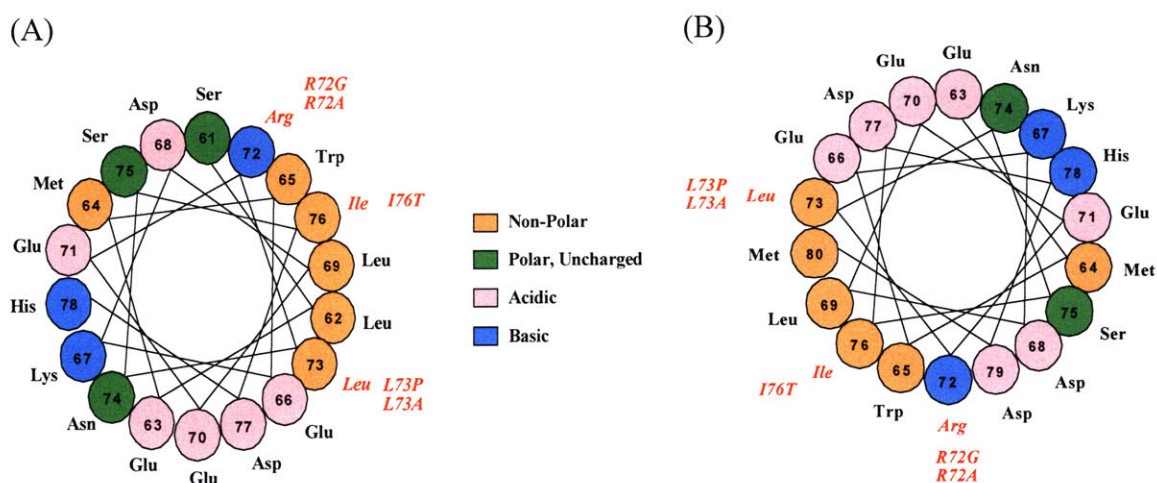 (A)
(B)
Ser
61
Arg
R72G
R72A
72
Trp
65
Ile
I76T
76
Leu
69
Leu
62
73
Leu
L73P
L73A
66
Glu
77
Asp
70
Glu
63
Glu
74
Asn
67
Lys
78
His
71
Glu
64
Met
75
Ser
68
Asp
Non-Polar
Polar, Uncharged
Acidic
Basic
Glu
63
Asn
74
Lys
67
His
78
Glu
71
Met
64
Ser
75
Asp
68
Asp
79
72
Arg
R72G
R72A
65
Trp
76
Ile
I76T
69
Leu
80
Met
73
Leu
L73P
L73A
66
Glu
77
Asp
70
Glu